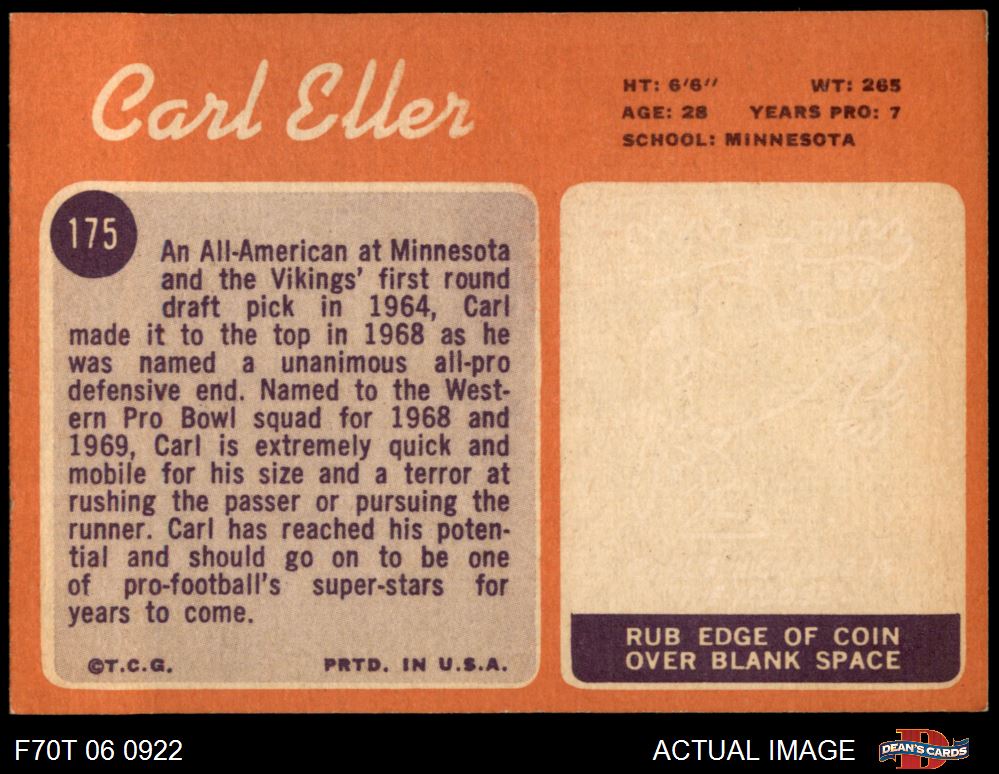 Carl Eller
HT: 6'6"
WT: 265
AGE: 28
YEARS PRO: 7
SCHOOL: MINNESOTA
175
An All-American at Minnesota
and the Vikings' first round
draft pick in 1964, Carl
made it to the top in 1968 as he
was named a unanimous all-pro
defensive end. Named to the West-
ern Pro Bowl squad for 1968 and
1969, Carl is extremely quick and
mobile for his size and a terror at
rushing the passer or pursuing the
runner. Carl has reached his poten-
tial and should go on to be one
of pro-football's super-stars for
years to come.
©T.C.G.
PRTD. IN U.S.A.
RUB EDGE OF COIN
OVER BLANK SPACE
F70T 06 0922
ACTUAL IMAGE
DEAN'S CARDS